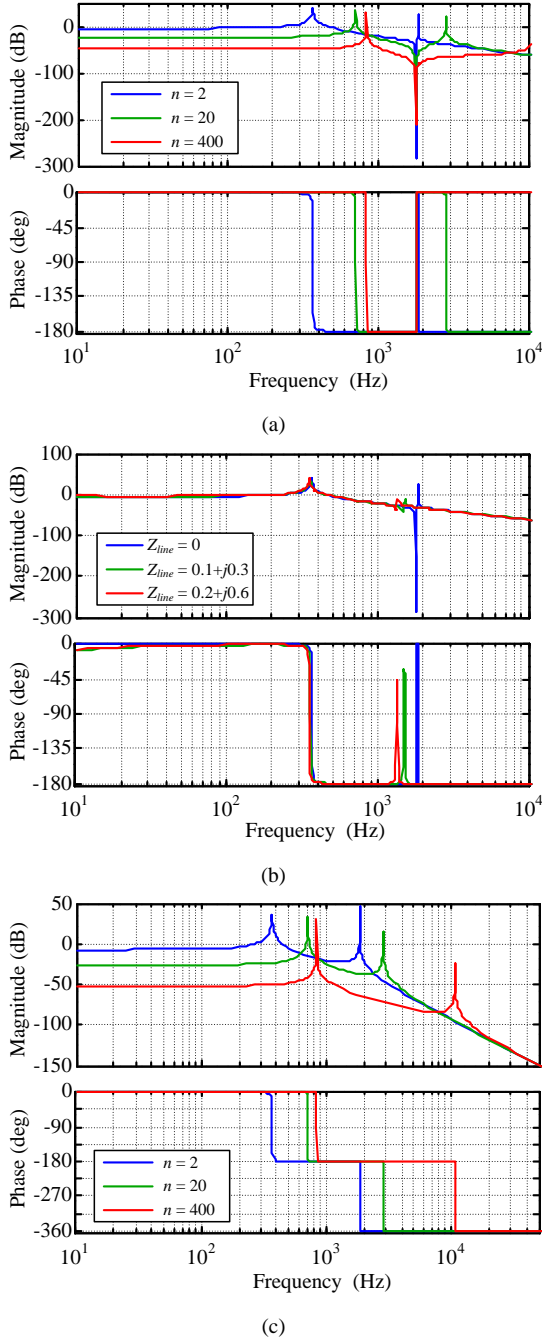 0
-100
-200
-300
Magnitude (dB)
n = 2
n = 20
n = 400
0
-45
-90
-135
-180
Phase (deg)
10^1
10^2
10^3
10^4
Frequency (Hz)
(a)
100
0
-100
-200
-300
Magnitude (dB)
Z_line = 0
Z_line = 0.1+j0.3
Z_line = 0.2+j0.6
0
-45
-90
-135
-180
Phase (deg)
10^1
10^2
10^3
10^4
Frequency (Hz)
(b)
50
0
-50
-100
-150
Magnitude (dB)
0
-90
-180
-270
-360
Phase (deg)
n = 2
n = 20
n = 400
10^1
10^2
10^3
10^4
Frequency (Hz)
(c)